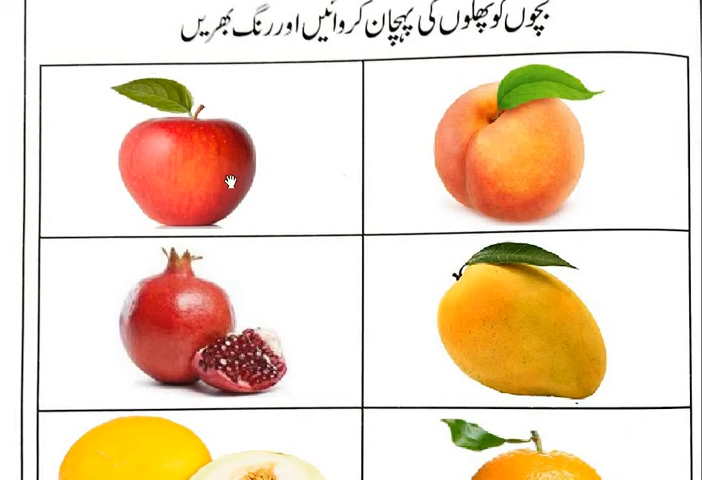 بچوں کو پھلوں کی پہچان کروائیں اور رنگ بھریں